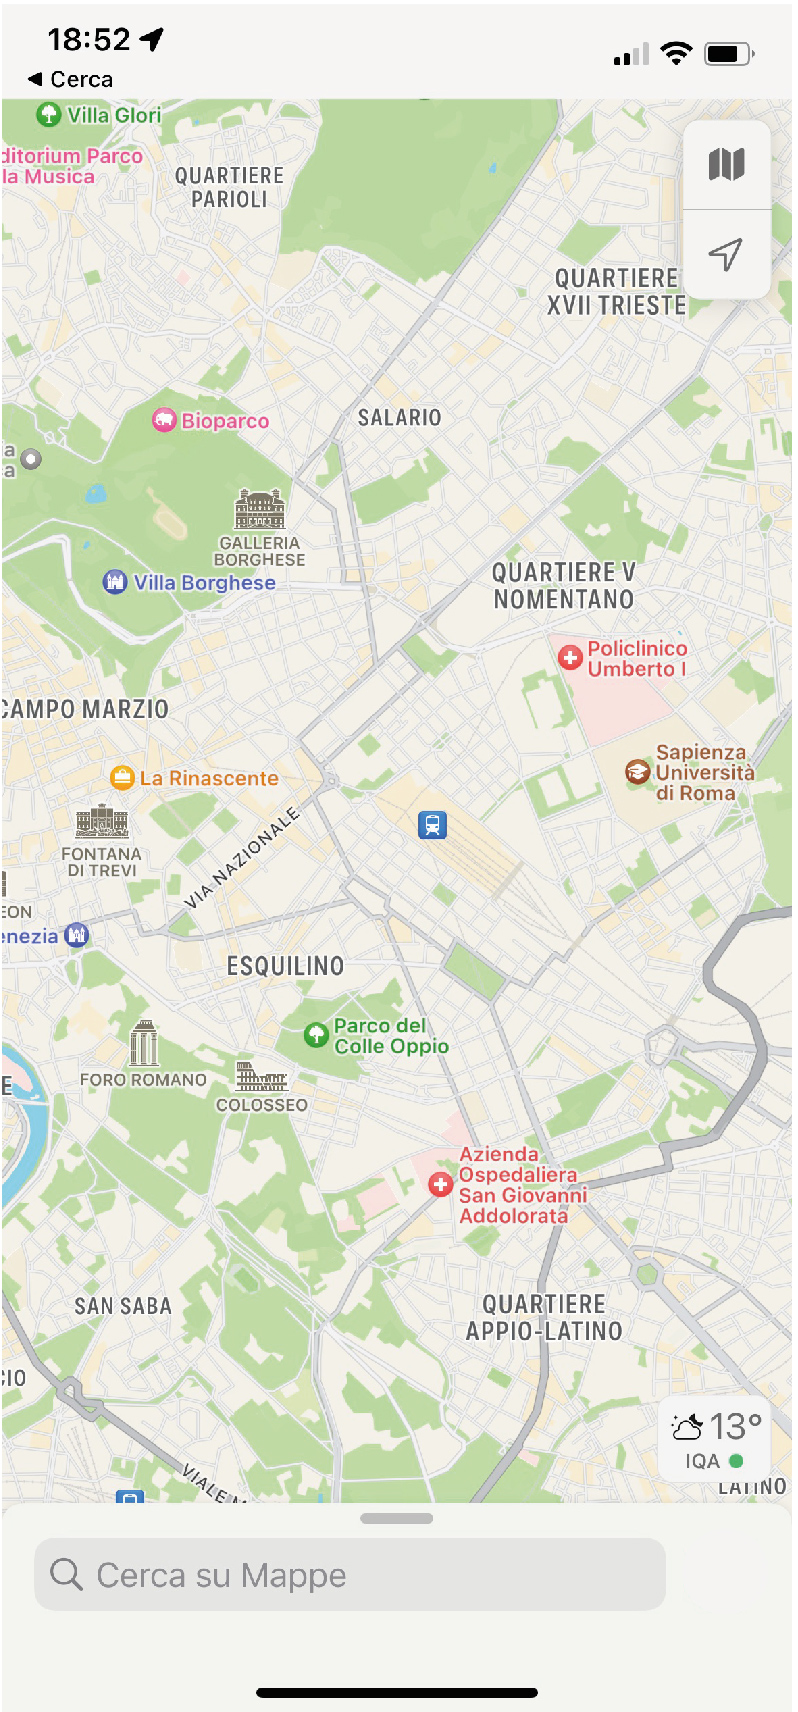 18:52
◀ Cerca
Villa Glori
ditorium Parco
la Musica
QUARTIERE
PARIOLI
QUARTIERE
XVII TRIESTE
Bioparco
SALARIO
a
a
GALLERIA
BORGHESE
Villa Borghese
QUARTIERE V
NOMENTANO
Policlinico
Umberto I
CAMPO MARZIO
Sapienza
Università
di Roma
La Rinascente
FONTANA
DI TREVI
VIA NAZIONALE
EON
enezia
ESQUILINO
Parco del
Colle Oppio
FORO ROMANO
COLOSSEO
E
Azienda
Ospedaliera
San Giovanni
Addolorata
SAN SABA
QUARTIERE
APPIO-LATINO
CIO
13°
IQA
LATINO
VIALE M
Cerca su Mappe